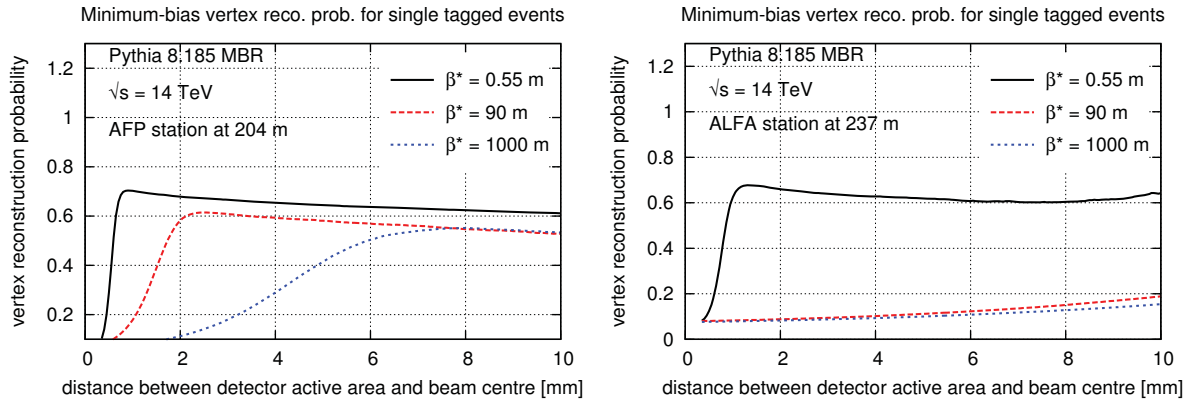 Minimum-bias vertex reco. prob. for single tagged events
vertex reconstruction probability
1.2
1
0.8
0.6
0.4
0.2
Pythia 8.185 MBR
√s = 14 TeV
AFP station at 204 m
β* = 0.55 m
β* = 90 m
β* = 1000 m
0 2 4 6 8 10
distance between detector active area and beam centre [mm]
Minimum-bias vertex reco. prob. for single tagged events
vertex reconstruction probability
1.2
1
0.8
0.6
0.4
0.2
0
Pythia 8.185 MBR
√s = 14 TeV
ALFA station at 237 m
β* = 0.55 m
β* = 90 m
β* = 1000 m
0 2 4 6 8 10
distance between detector active area and beam centre [mm]